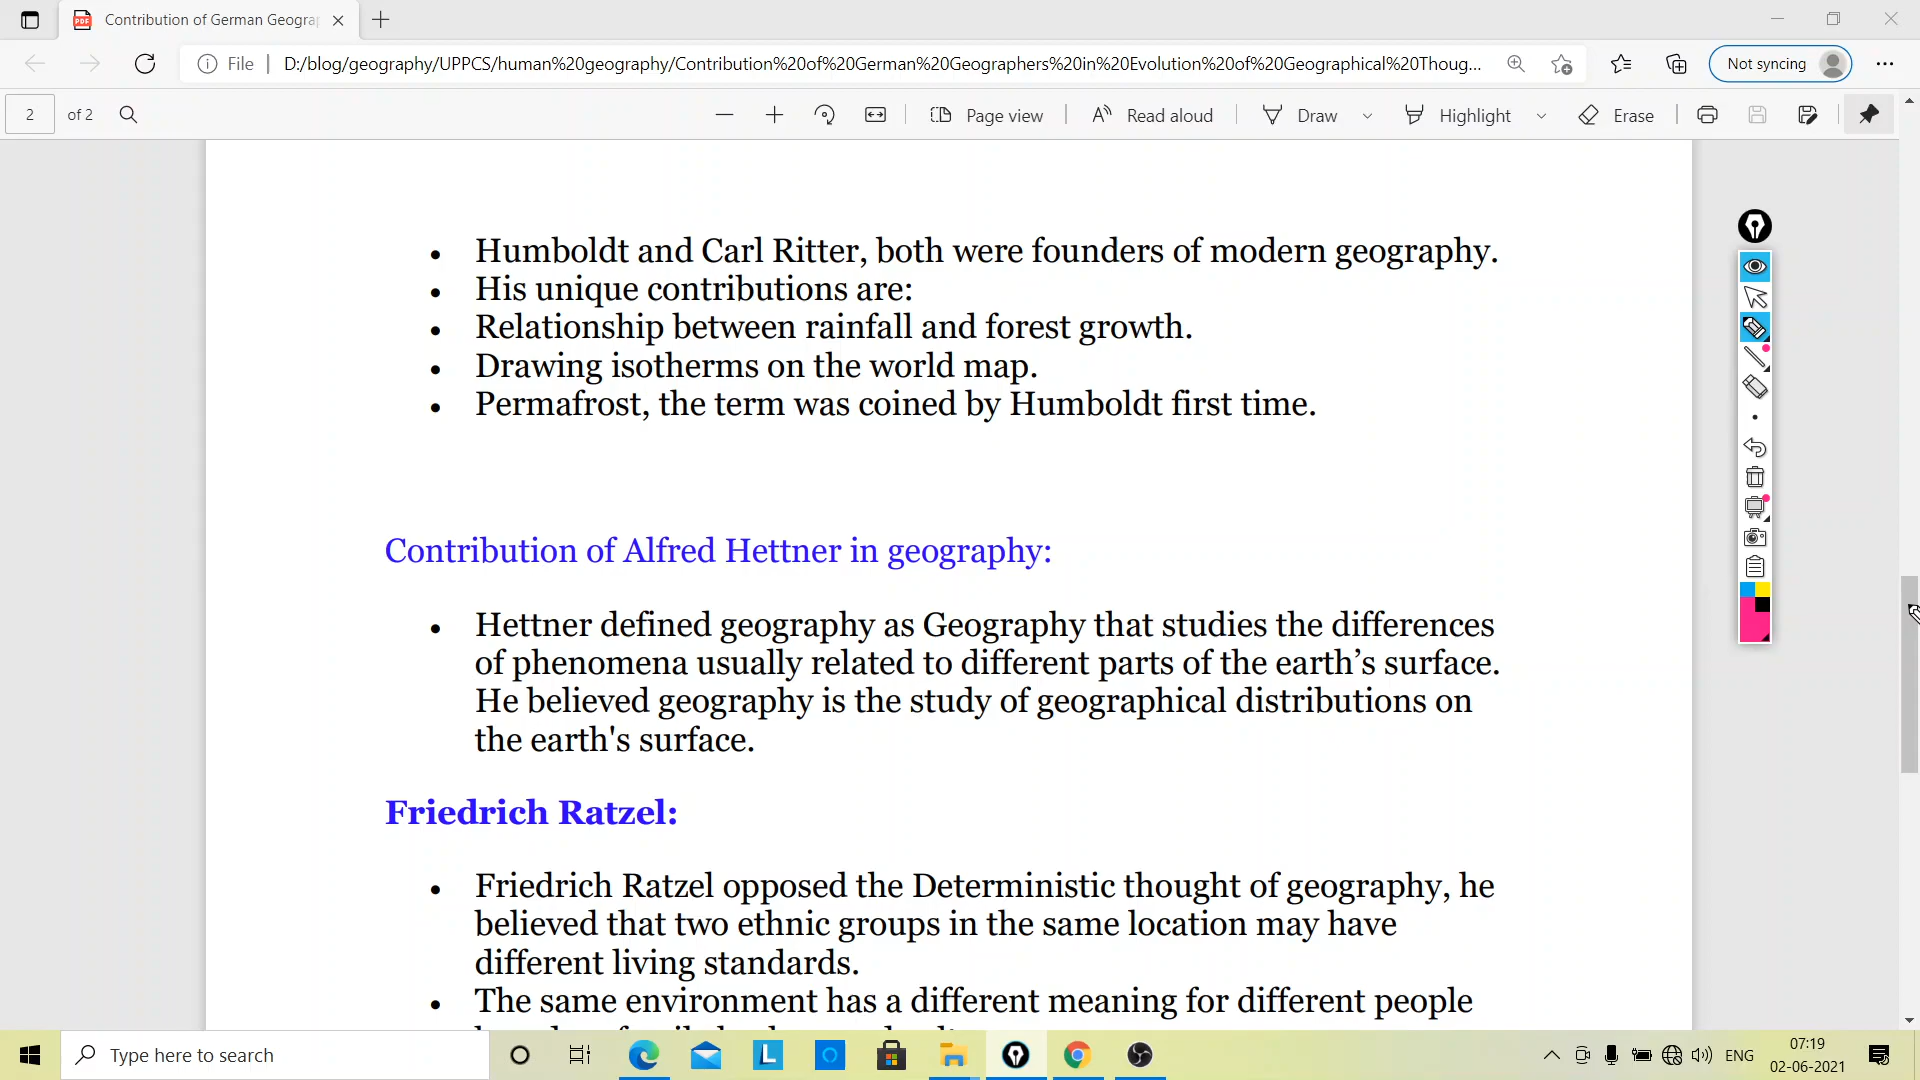 Contribution of German Geogra
File
D:/blog/geography/UPPCS/human%20geography/Contribution%20of%20German%20Geographers%20in%20Evolution%20of%20Geographical%20Thoug...
Not syncing
2 of 2
Page view
Read aloud
Draw
Highlight
Erase
• Humboldt and Carl Ritter, both were founders of modern geography.
• His unique contributions are:
• Relationship between rainfall and forest growth.
• Drawing isotherms on the world map.
• Permafrost, the term was coined by Humboldt first time.
Contribution of Alfred Hettner in geography:
• Hettner defined geography as Geography that studies the differences
of phenomena usually related to different parts of the earth’s surface.
He believed geography is the study of geographical distributions on
the earth's surface.
Friedrich Ratzel:
• Friedrich Ratzel opposed the Deterministic thought of geography, he
believed that two ethnic groups in the same location may have
different living standards.
• The same environment has a different meaning for different people
Type here to search
ENG
07:19
02-06-2021